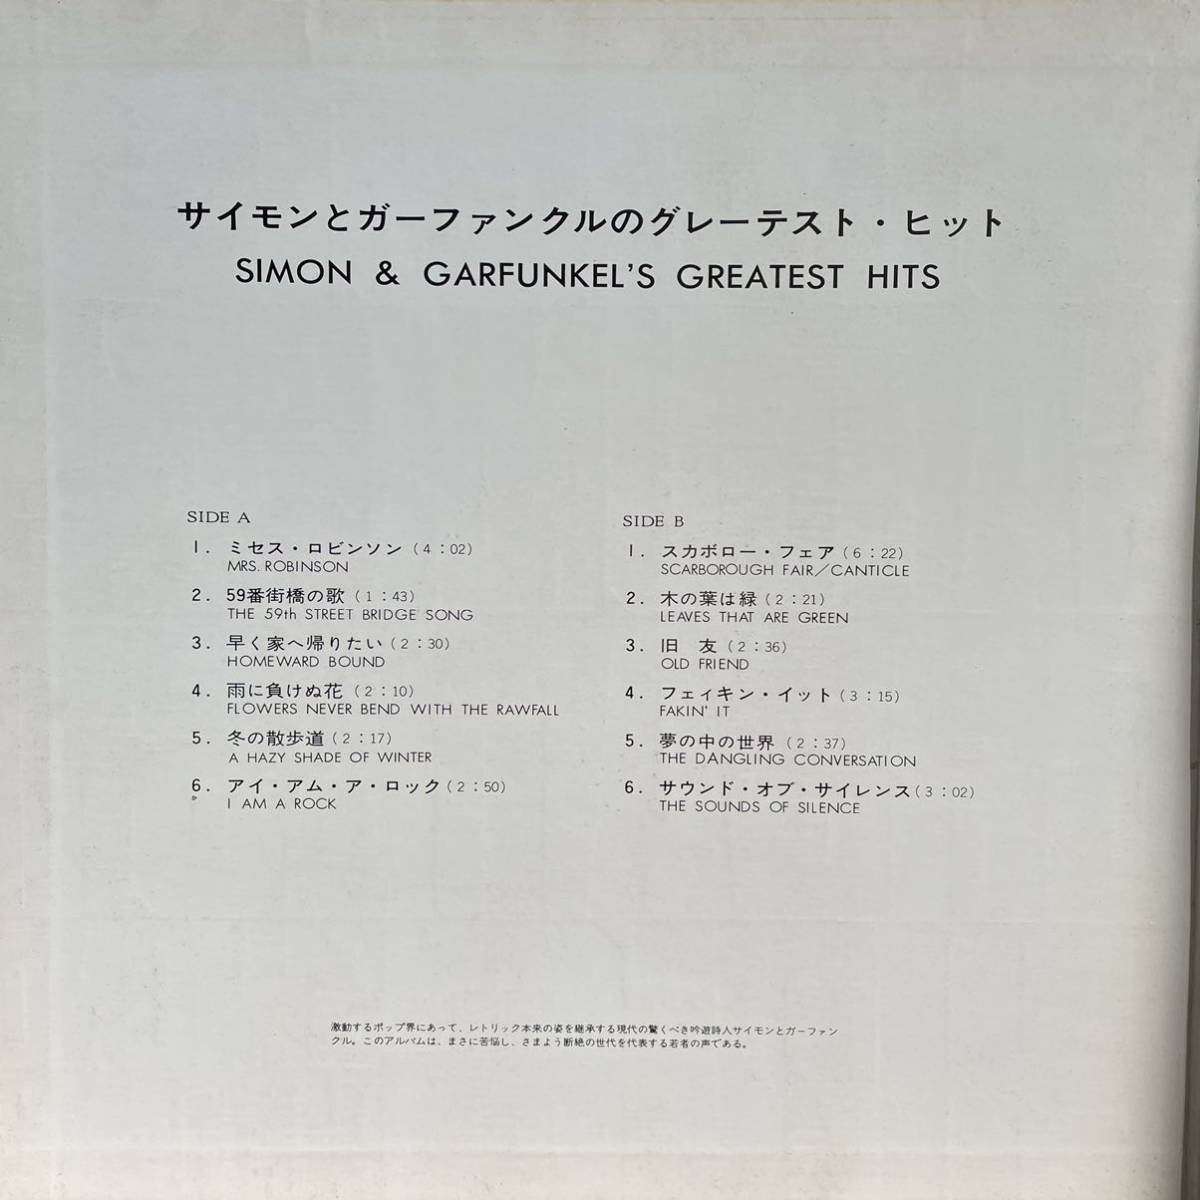 サイモンとガーファンクルのグレーテスト・ヒット
SIMON & GARFUNKEL'S GREATEST HITS
SIDE A
1. ミセス・ロビンソン (4:02)
MRS. ROBINSON
2. 59番街橋の歌 (1:43)
THE 59th STREET BRIDGE SONG
3. 早く家へ帰りたい (2:30)
HOMEWARD BOUND
4. 雨に負けぬ花 (2:10)
FLOWERS NEVER BEND WITH THE RAWFALL
5. 冬の散歩道 (2:17)
A HAZY SHADE OF WINTER
6. アイ・アム・ア・ロック (2:50)
I AM A ROCK
SIDE B
1. スカボロー・フェア (6:22)
SCARBOROUGH FAIR/CANTICLE
2. 木の葉は緑 (2:21)
LEAVES THAT ARE GREEN
3. 旧 友 (2:36)
OLD FRIEND
4. フェィキン・イット (3:15)
FAKIN' IT
5. 夢の中の世界 (2:37)
THE DANGLING CONVERSATION
6. サウンド・オブ・サイレンス (3:02)
THE SOUNDS OF SILENCE
激動するポップ界にあって、レトリック本来の姿を継承する現代の驚くべき吟遊詩人サイモンとガーファン
クル。このアルバムは、まさに苦悩し、さまよう断絶の世代を代表する若者の声である。